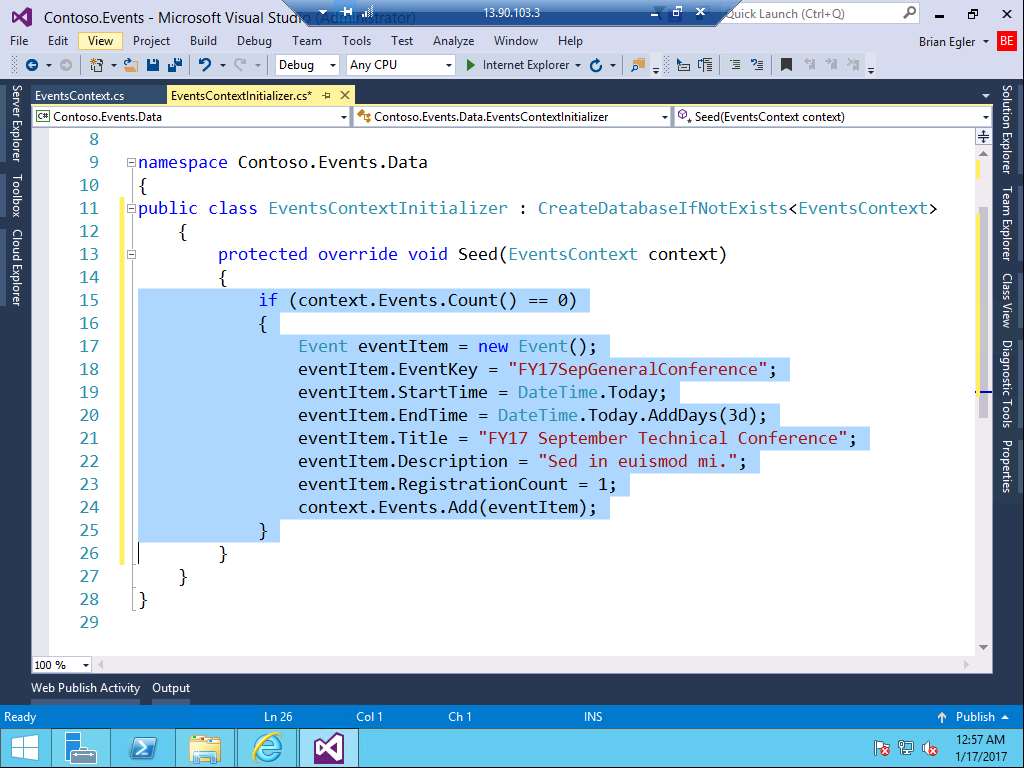 Contoso.Events - Microsoft Visual Studio (Administrator)
13.90.103.3
Quick Launch (Ctrl+Q)
File Edit View Project Build Debug Team Tools Test Analyze Window Help
Brian Egler
BE
Debug
Any CPU
Internet Explorer
EventsContext.cs
EventsContextInitializer.cs*
Contoso.Events.Data
Contoso.Events.Data.EventsContextInitializer
Seed(EventsContext context)
Server Explorer
Toolbox
Cloud Explorer
8
9 namespace Contoso.Events.Data
10 {
11 public class EventsContextInitializer : CreateDatabaseIfNotExists<EventsContext>
12 {
13 protected override void Seed(EventsContext context)
14 {
15 if (context.Events.Count() == 0)
16 {
17 Event eventItem = new Event();
18 eventItem.EventKey = "FY17SepGeneralConference";
19 eventItem.StartTime = DateTime.Today;
20 eventItem.EndTime = DateTime.Today.AddDays(3d);
21 eventItem.Title = "FY17 September Technical Conference";
22 eventItem.Description = "Sed in euismod mi.";
23 eventItem.RegistrationCount = 1;
24 context.Events.Add(eventItem);
25 }
26 }
27 }
28 }
29
Solution Explorer
Team Explorer
Class View
Diagnostic Tools
Properties
100 %
Web Publish Activity Output
Ready
Ln 26
Col 1
Ch 1
INS
Publish
12:57 AM
1/17/2017